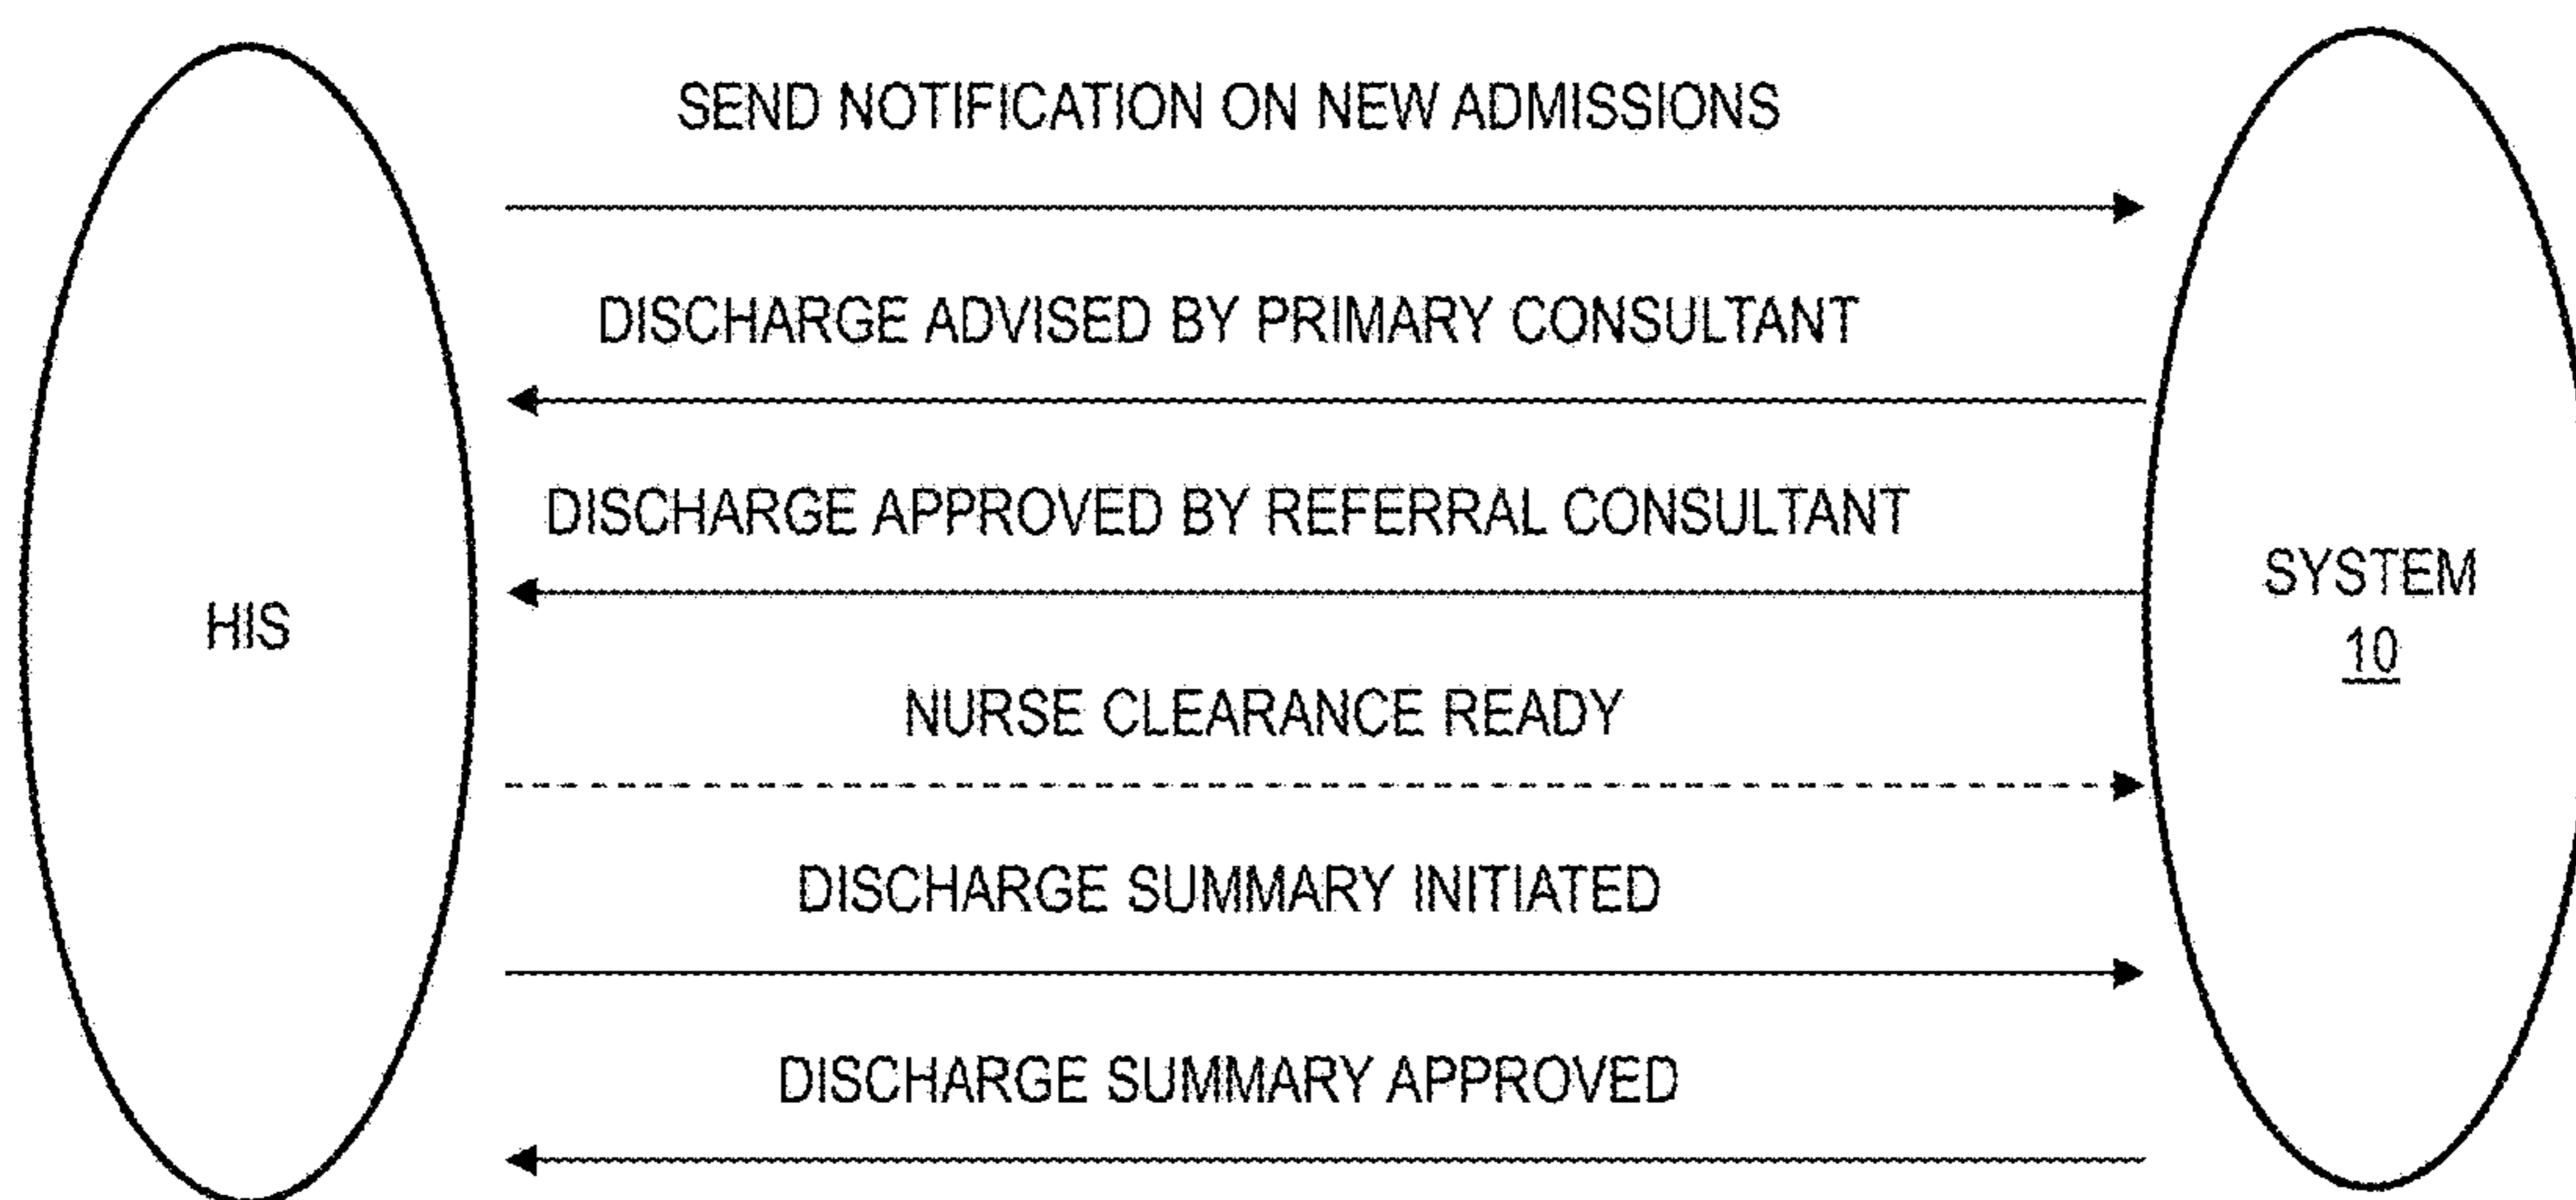 SEND NOTIFICATION ON NEW ADMISSIONS
DISCHARGE ADVISED BY PRIMARY CONSULTANT
DISCHARGE APPROVED BY REFERRAL CONSULTANT
HIS
SYSTEM
10
NURSE CLEARANCE READY
DISCHARGE SUMMARY INITIATED
DISCHARGE SUMMARY APPROVED